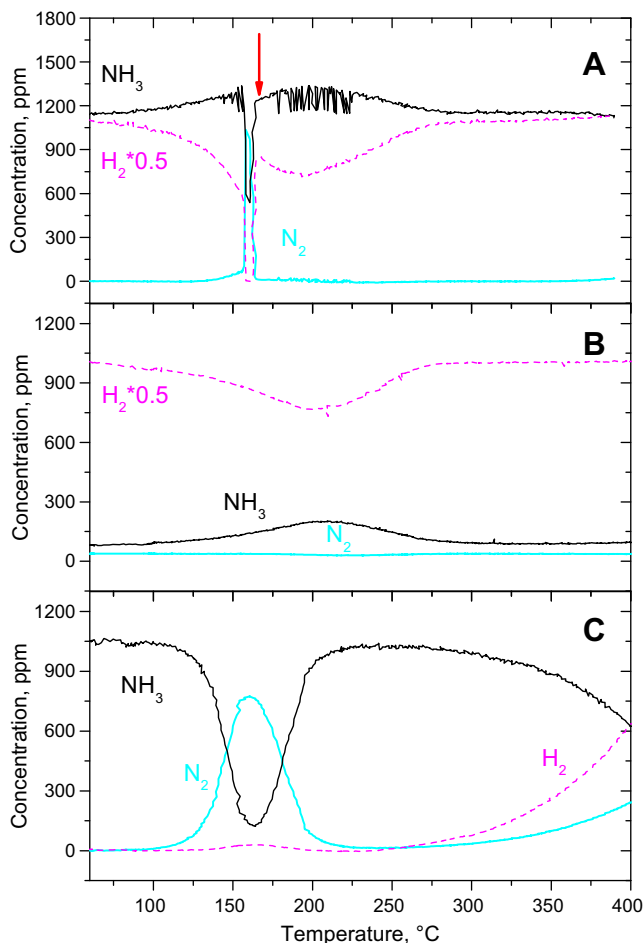 1800
1500
1200
900
600
300
0
Concentration, ppm
NH3
H2*0.5
N2
A
1200
900
600
300
0
Concentration, ppm
H2*0.5
NH3
N2
B
1200
900
600
300
0
Concentration, ppm
NH3
N2
H2
C
100 150 200 250 300 350 400
Temperature, °C